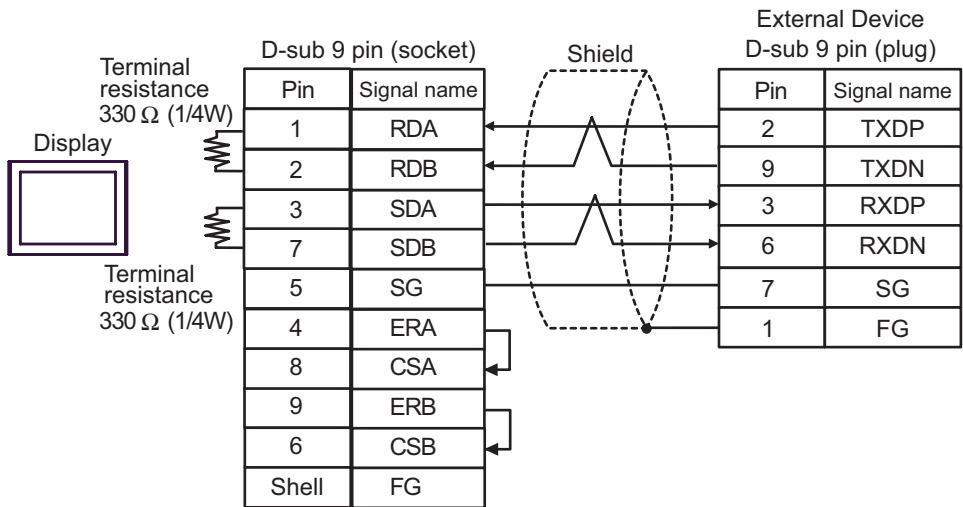 External Device
D-sub 9 pin (socket)
Shield
D-sub 9 pin (plug)
Terminal
resistance
330 Ω (1/4W)
Display
Pin Signal name
1 RDA
2 RDB
3 SDA
7 SDB
5 SG
4 ERA
8 CSA
9 ERB
6 CSB
Shell FG
Terminal
resistance
330 Ω (1/4W)
Pin Signal name
2 TXDP
9 TXDN
3 RXDP
6 RXDN
7 SG
1 FG